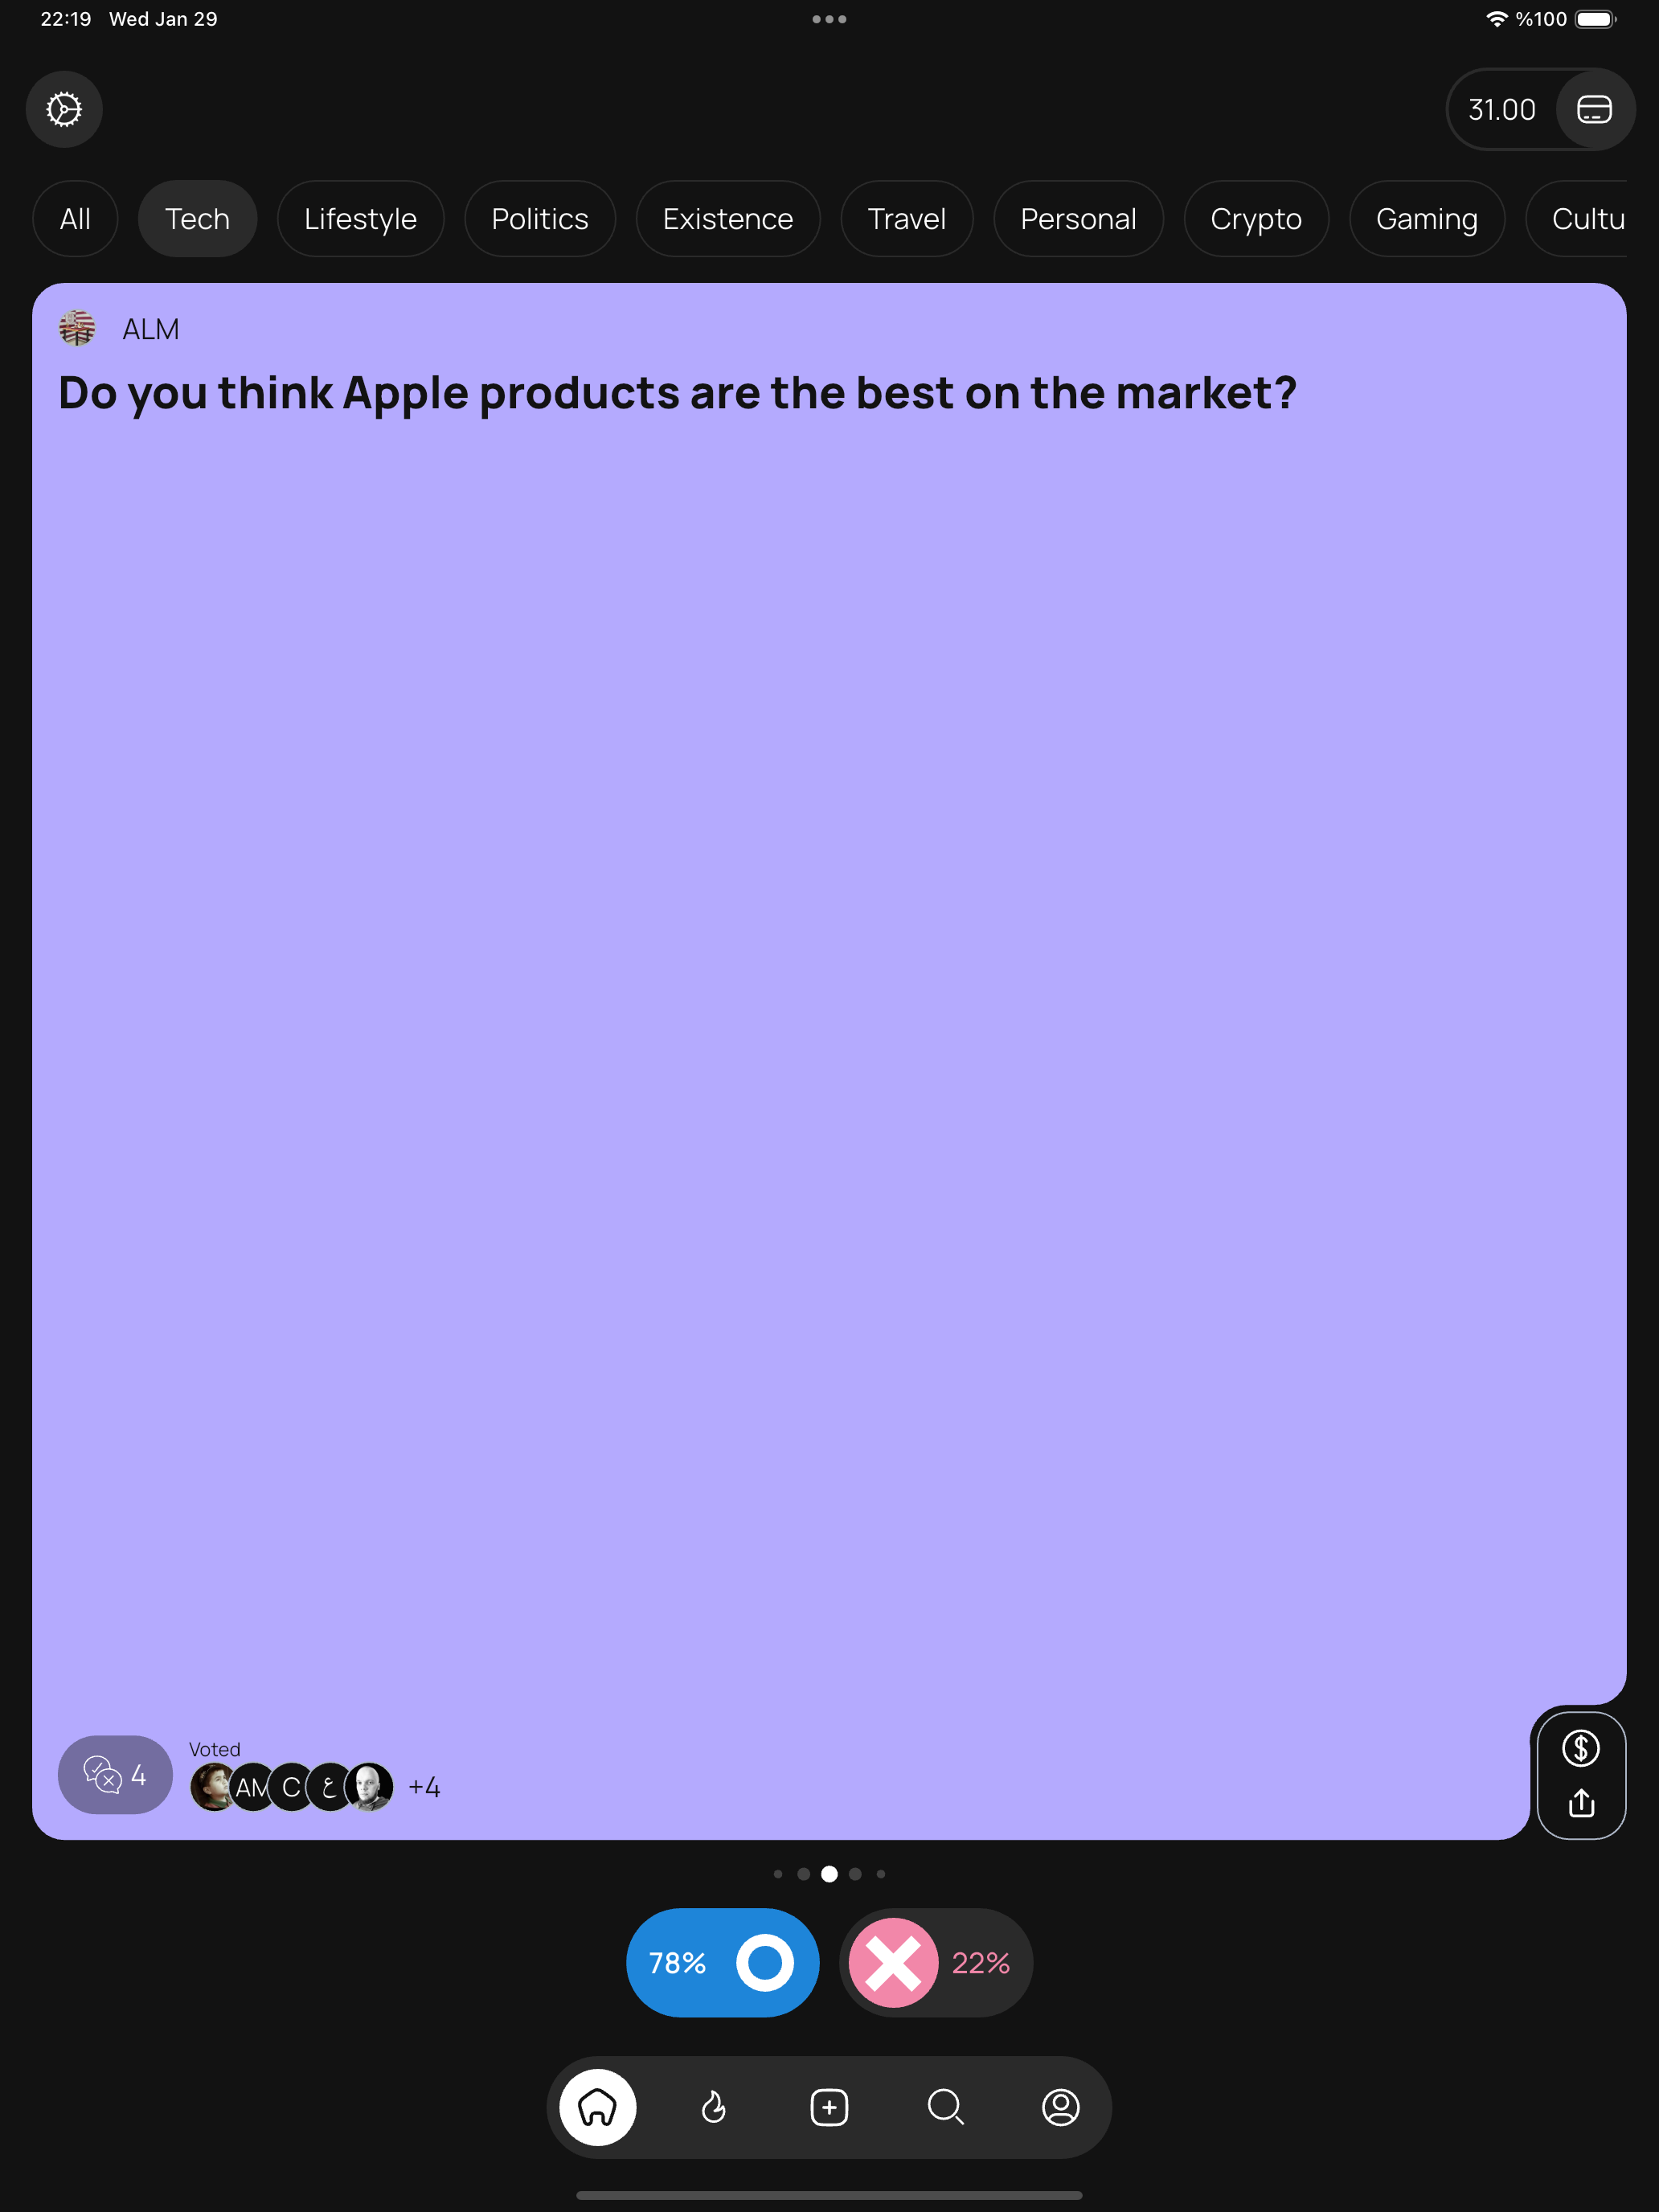 22:19 Wed Jan 29
%100
31.00
All Tech Lifestyle Politics Existence Travel Personal Crypto Gaming Cultu
ALM
Do you think Apple products are the best on the market?
Voted
4
AM C ع +4
78% 22%